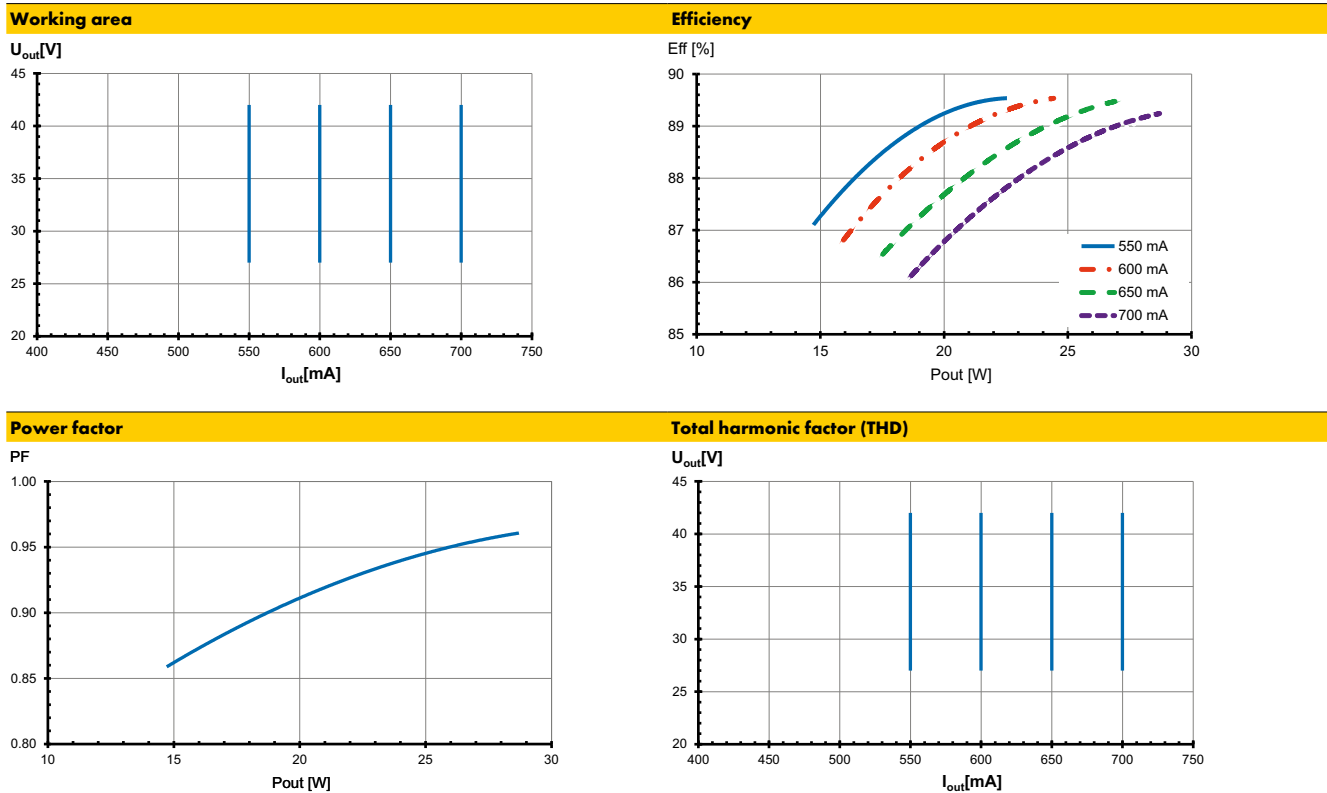 Working area
U_out[V]
45
40
35
30
25
20
400 450 500 550 600 650 700 750
I_out[mA]
Efficiency
Eff [%]
90
89
88
87
86
85
550 mA
600 mA
650 mA
700 mA
10 15 20 25 30
Pout [W]
Power factor
PF
1.00
0.95
0.90
0.85
0.80
10 15 20 25 30
Pout [W]
Total harmonic factor (THD)
U_out[V]
45
40
35
30
25
20
400 450 500 550 600 650 700 750
I_out[mA]